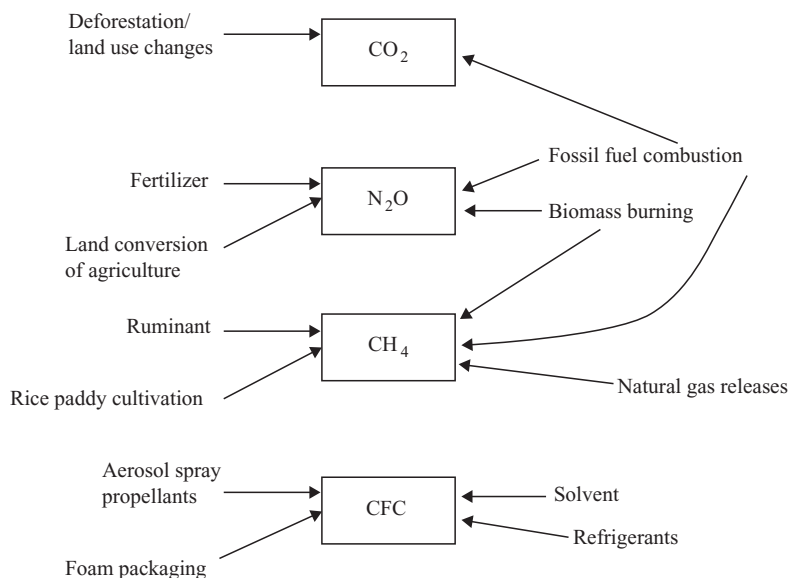 Deforestation/
land use changes
CO2
Fossil fuel combustion
Fertilizer
N2O
Biomass burning
Land conversion
of agriculture
Ruminant
CH4
Natural gas releases
Rice paddy cultivation
Aerosol spray
propellants
CFC
Solvent
Refrigerants
Foam packaging